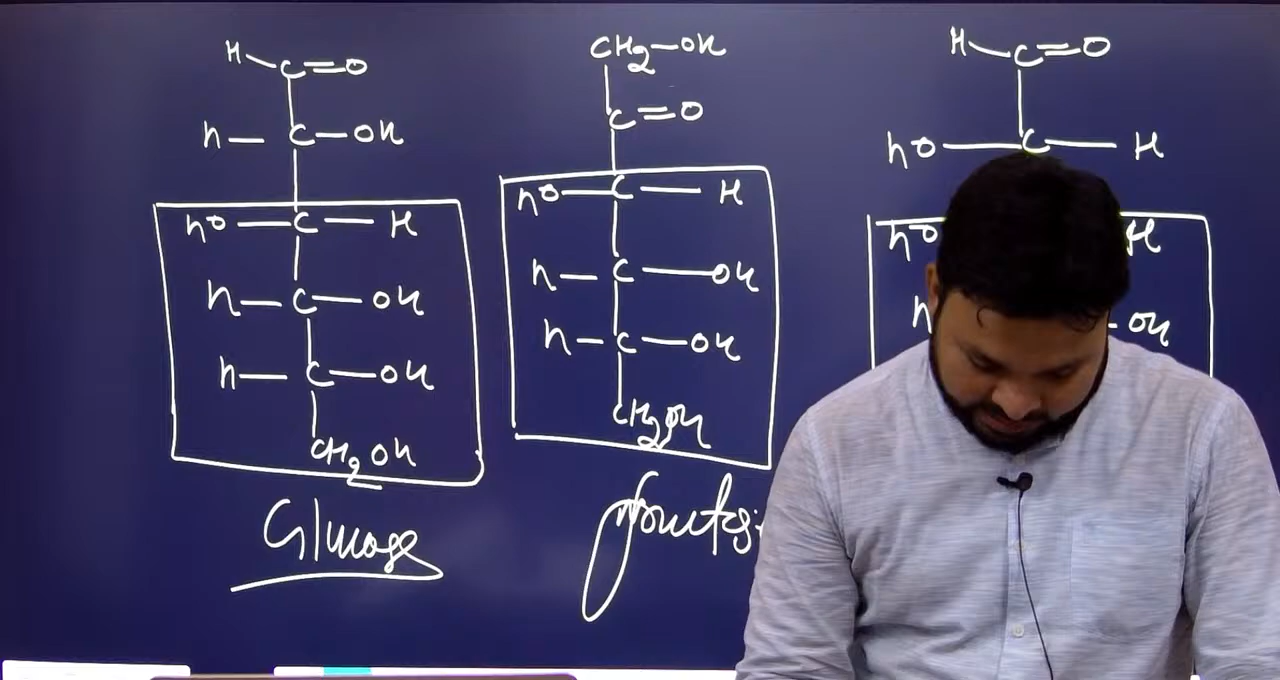 H C=O
H — C — OH
HO — C — H
H — C — OH
H — C — OH
CH2OH
Glucose
CH2—OH
C=O
HO — C — H
H — C — OH
H — C — OH
CH2OH
H C=O
HO — C — H
HO H
H — OH